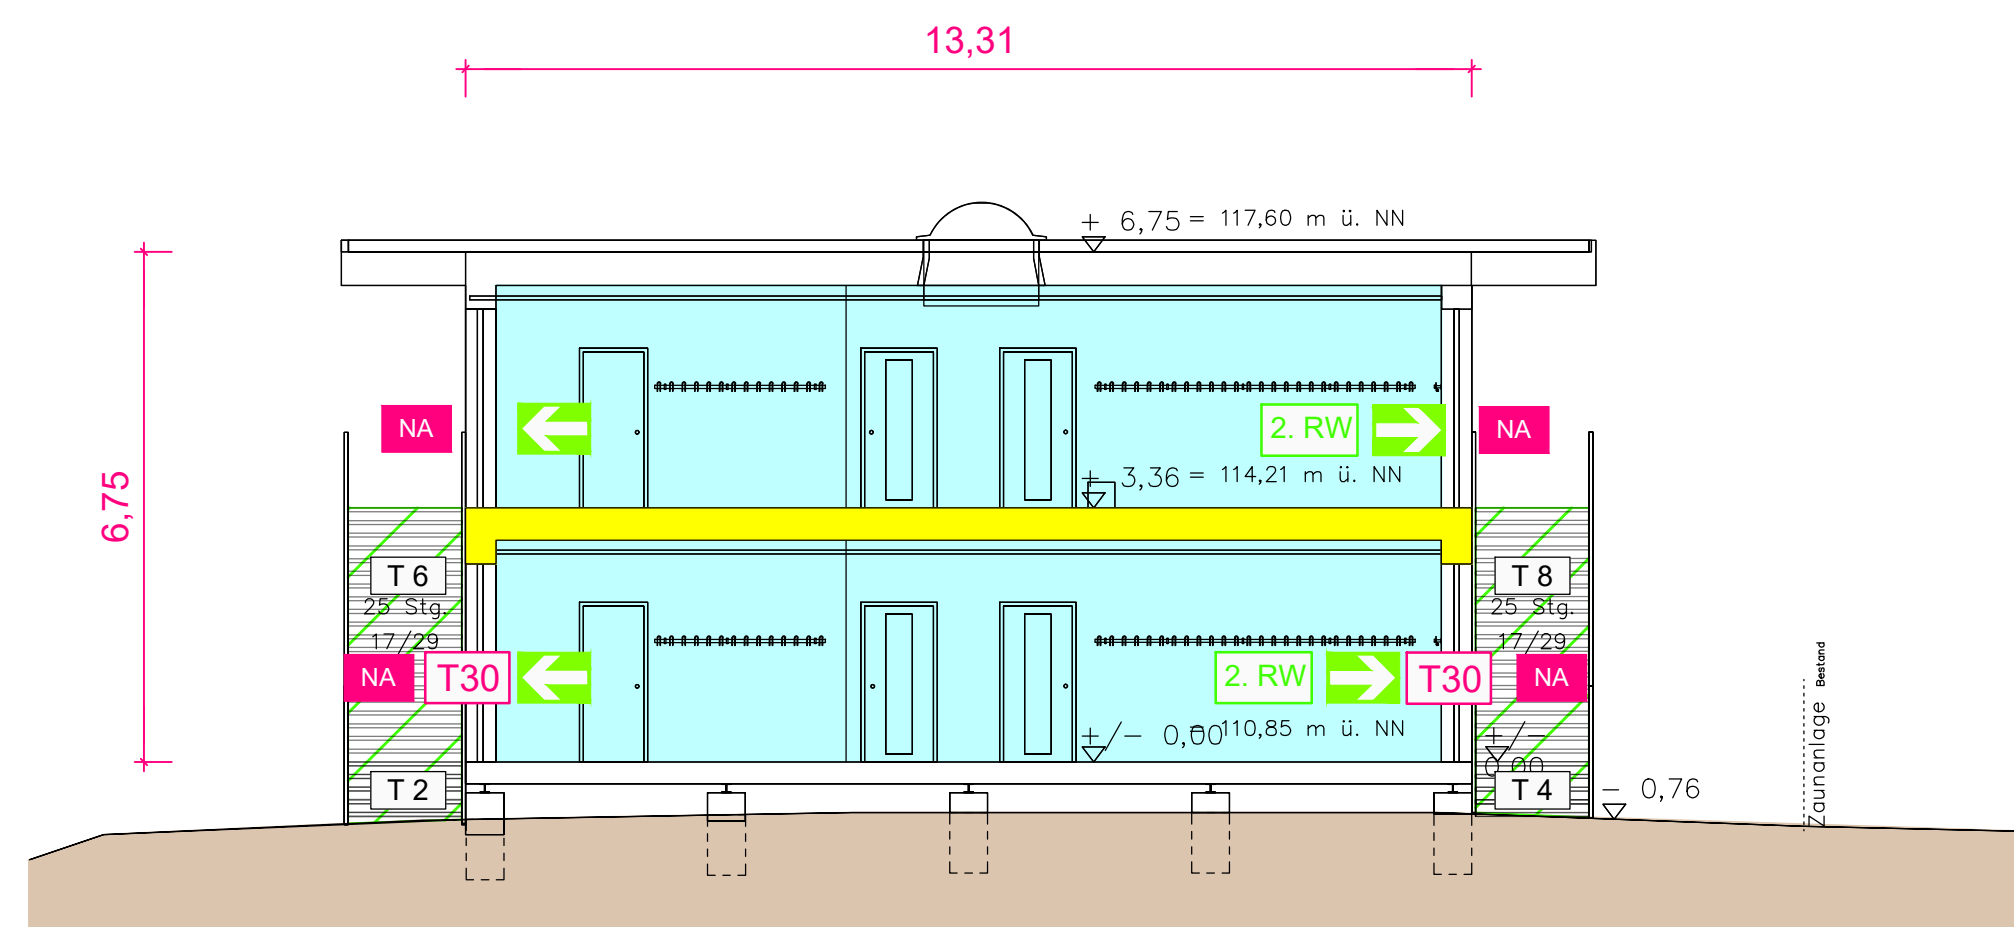 13,31
+ 6,75 = 117,60 m ü. NN
6,75
NA
2. RW
NA
+ 3,36 = 114,21 m ü. NN
T 6
25 Stg.
17/29
T 8
25 Stg.
17/29
NA
T30
2. RW
T30
NA
+/- 0,00 = 110,85 m ü. NN
+/-
0,00
T 2
T 4
- 0,76
Zaunanlage Bestand